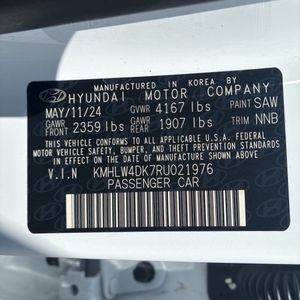 MANUFACTURED IN KOREA BY
HYUNDAI MOTOR COMPANY
MAY/11/24 GVWR 4167 lbs PAINT SAW
GAWR FRONT 2359 lbs GAWR REAR 1907 lbs TRIM NNB
THIS VEHICLE CONFORMS TO ALL APPLICABLE U.S. FEDERAL
MOTOR VEHICLE SAFETY, BUMPER, AND THEFT PREVENTION
STANDARDS IN EFFECT ON THE DATE OF MANUFACTURE SHOWN ABOVE.
V.I.N KMHLW4DK7RU021976
PASSENGER CAR